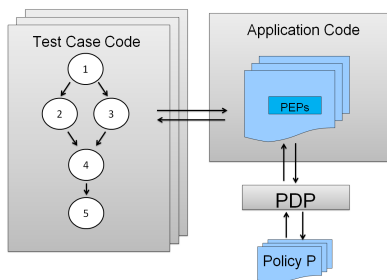 Test Case Code
1
2
3
4
5
Application Code
PEPs
PDP
Policy P